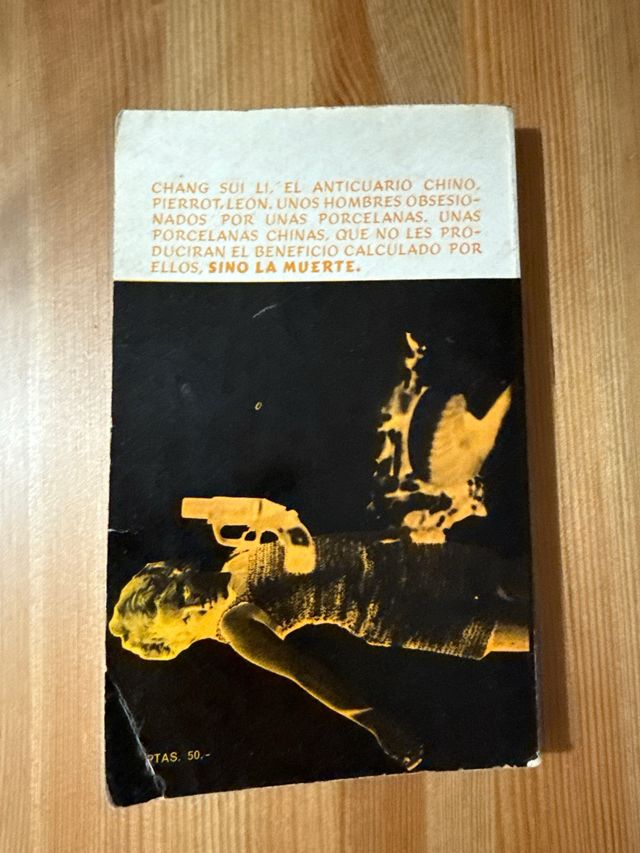 CHANG SUI LI, EL ANTICUARIO CHINO,
PIERROT, LEON, UNOS HOMBRES OBSESIO-
NADOS POR UNAS PORCELANAS. UNAS
PORCELANAS CHINAS, QUE NO LES PRO-
DUCIRAN EL BENEFICIO CALCULADO POR
ELLOS, SINO LA MUERTE.
PTAS. 50,-